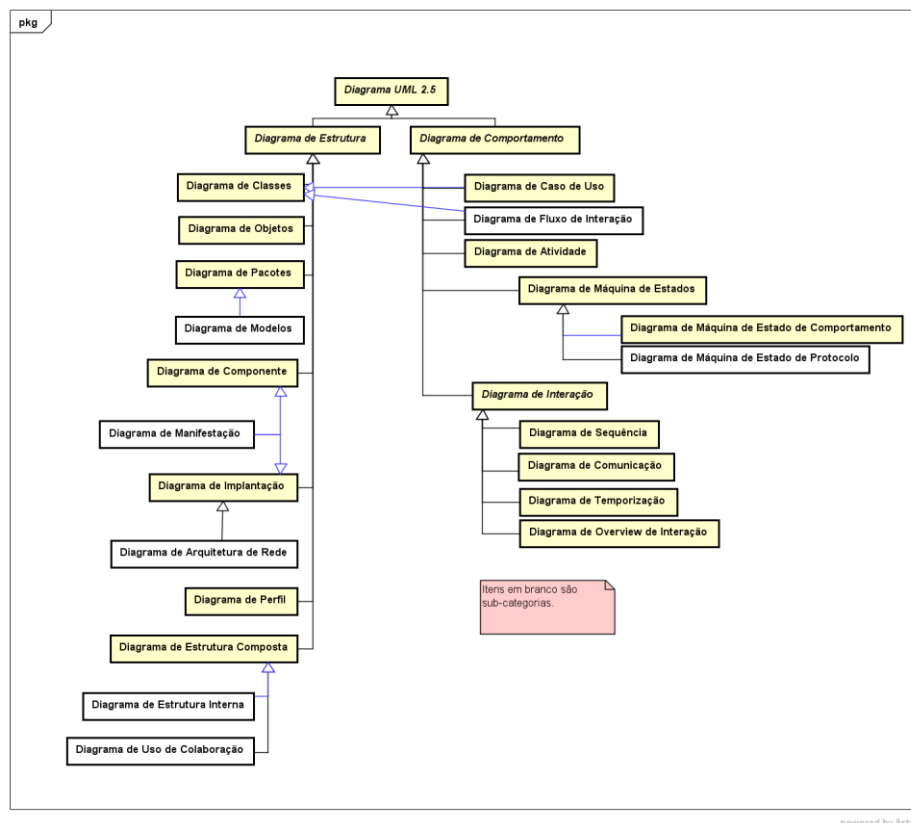 pkg
Diagrama UML 2.5
Diagrama de Estrutura
Diagrama de Comportamento
Diagrama de Classes
Diagrama de Caso de Uso
Diagrama de Fluxo de Interação
Diagrama de Objetos
Diagrama de Atividade
Diagrama de Pacotes
Diagrama de Máquina de Estados
Diagrama de Modelos
Diagrama de Máquina de Estado de Comportamento
Diagrama de Máquina de Estado de Protocolo
Diagrama de Componente
Diagrama de Interação
Diagrama de Manifestação
Diagrama de Sequência
Diagrama de Comunicação
Diagrama de Implantação
Diagrama de Temporização
Diagrama de Overview de Interação
Diagrama de Arquitetura de Rede
Itens em branco são
sub-categorias.
Diagrama de Perfil
Diagrama de Estrutura Composta
Diagrama de Estrutura Interna
Diagrama de Uso de Colaboração
powered by Ast